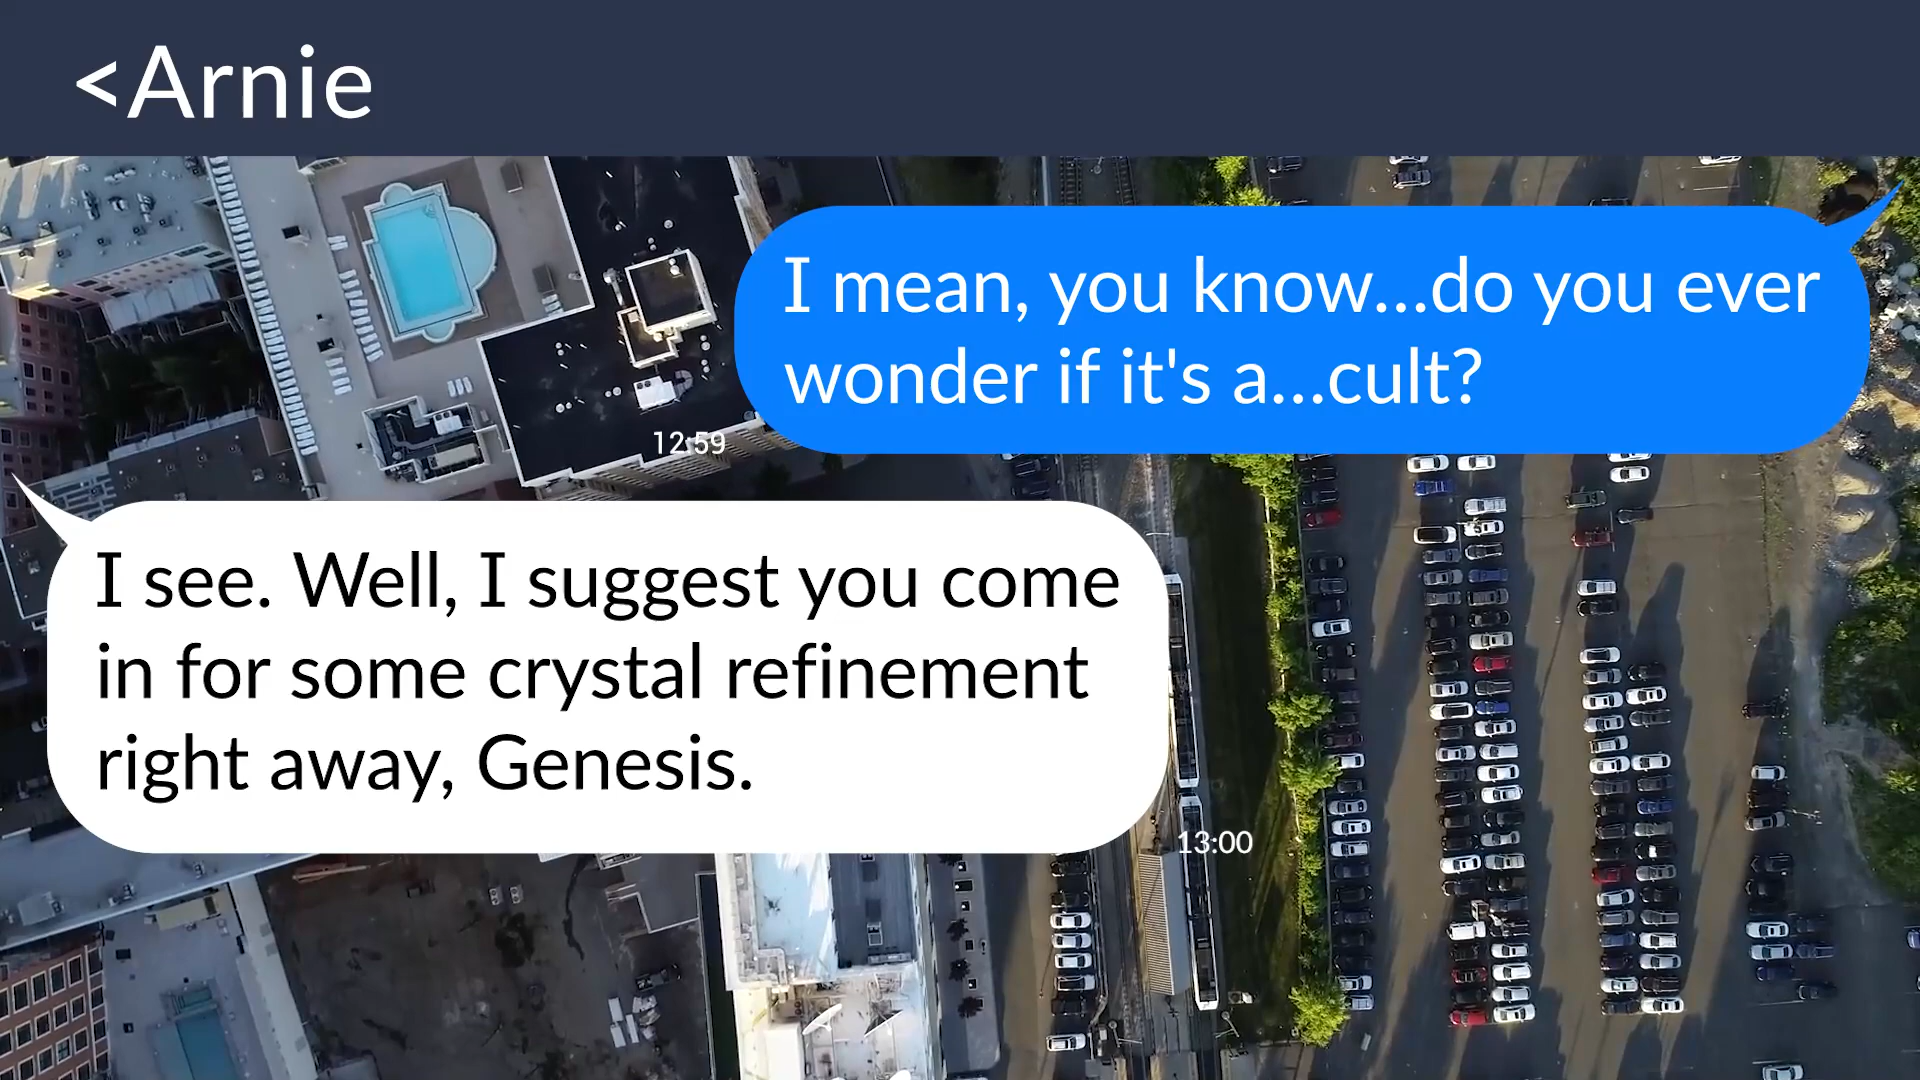 <Arnie
I mean, you know...do you ever
wonder if it's a...cult?
12:59
I see. Well, I suggest you come
in for some crystal refinement
right away, Genesis.
13:00